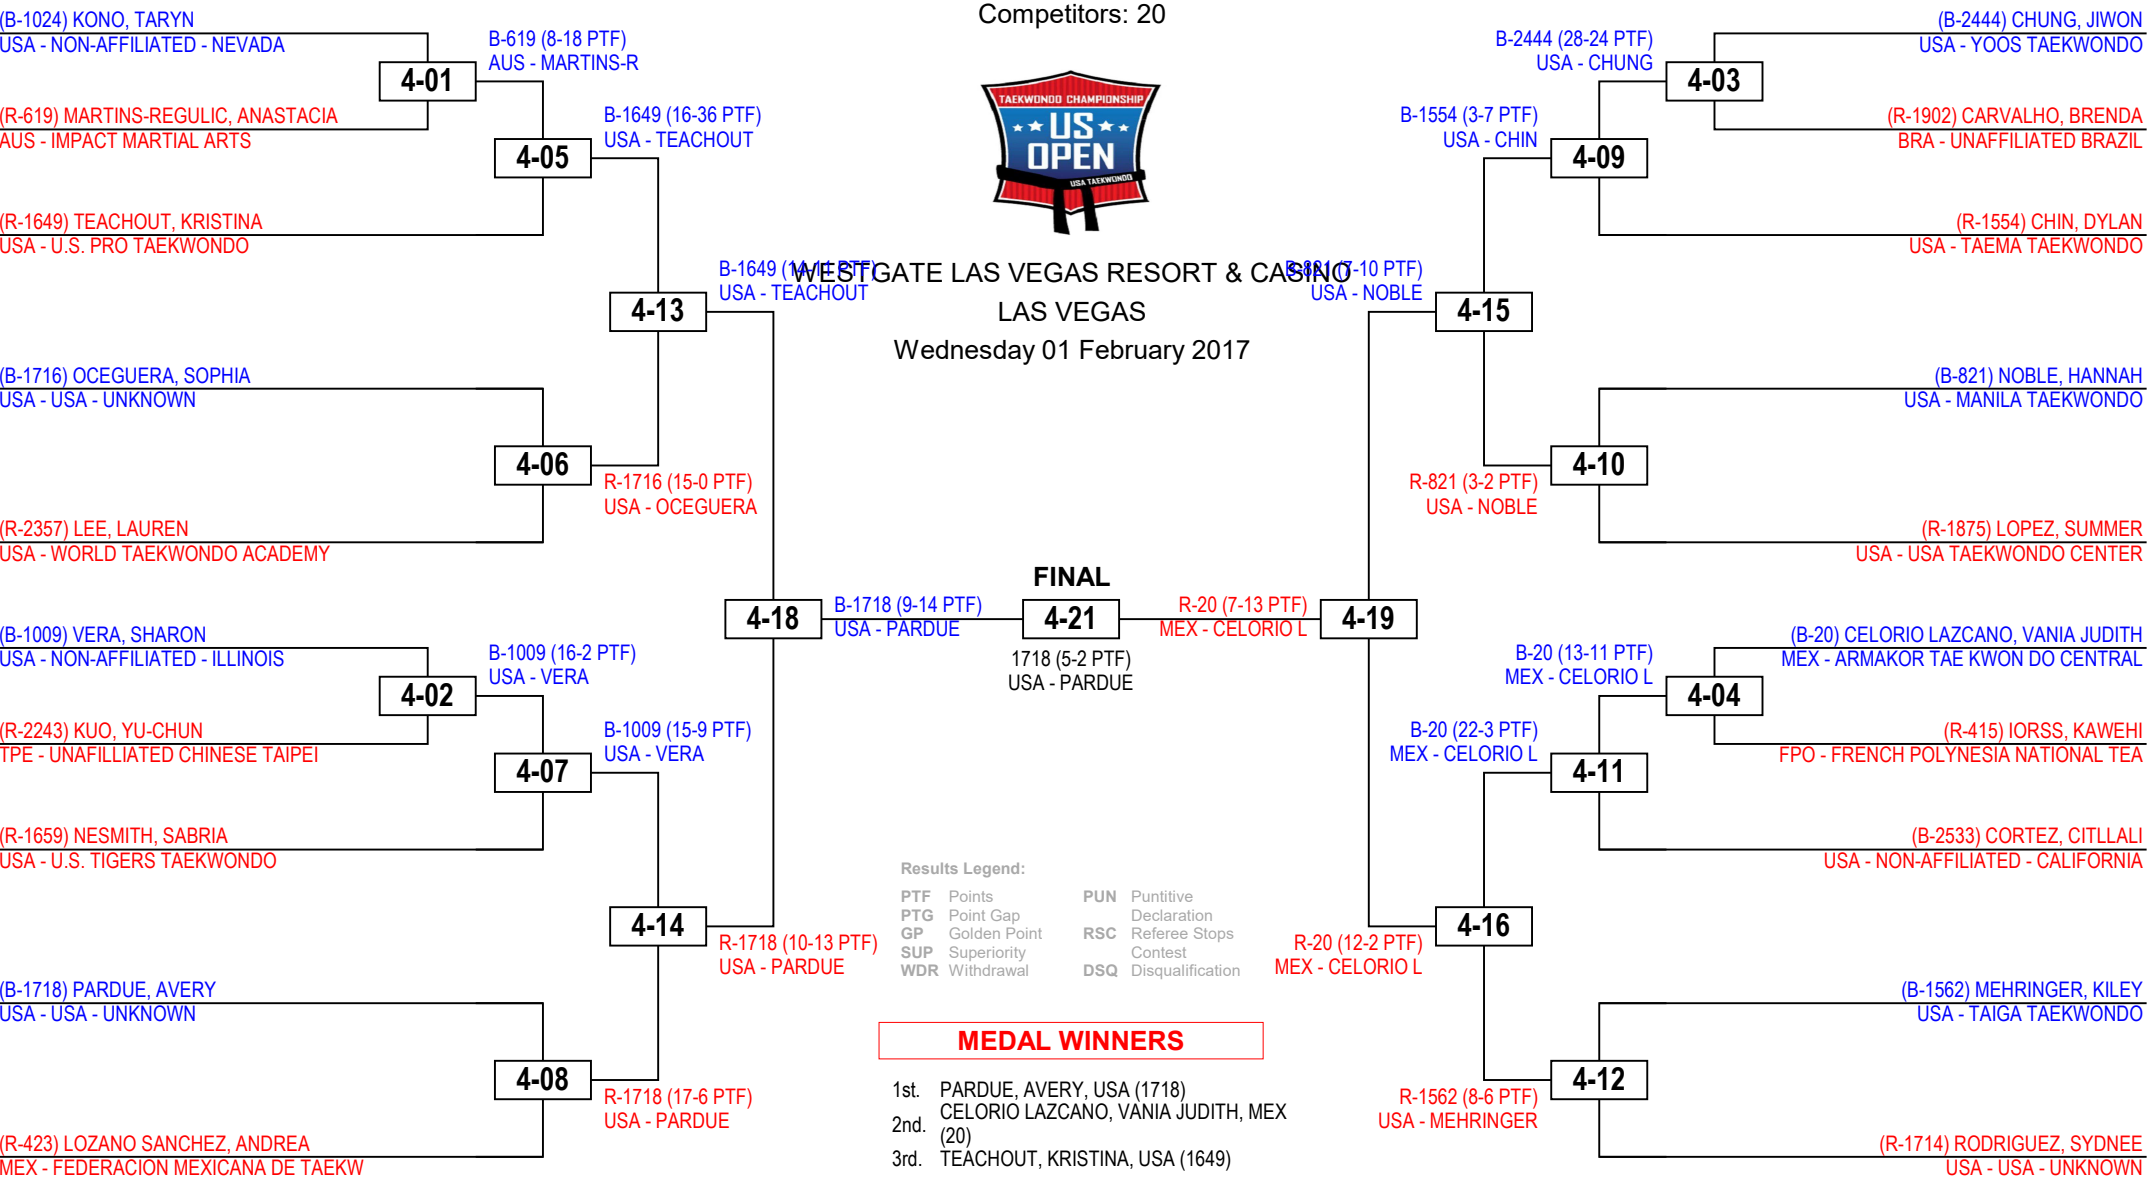 Competitors: 20
TAEKWONDO CHAMPIONSHIP
US
OPEN
USA TAEKWONDO
WESTGATE LAS VEGAS RESORT & CASINO
LAS VEGAS
Wednesday 01 February 2017
(B-1024) KONO, TARYN
USA - NON-AFFILIATED - NEVADA
4-01
(R-619) MARTINS-REGULIC, ANASTACIA
AUS - IMPACT MARTIAL ARTS
B-619 (8-18 PTF)
AUS - MARTINS-R
4-05
(R-1649) TEACHOUT, KRISTINA
USA - U.S. PRO TAEKWONDO
B-1649 (16-36 PTF)
USA - TEACHOUT
4-13
B-1649 (14-11 PTF)
USA - TEACHOUT
(B-1716) OCEGUERA, SOPHIA
USA - USA - UNKNOWN
4-06
R-1716 (15-0 PTF)
USA - OCEGUERA
(R-2357) LEE, LAUREN
USA - WORLD TAEKWONDO ACADEMY
4-18
B-1718 (9-14 PTF)
USA - PARDUE
(B-1009) VERA, SHARON
USA - NON-AFFILIATED - ILLINOIS
4-02
B-1009 (16-2 PTF)
USA - VERA
(R-2243) KUO, YU-CHUN
TPE - UNAFILLIATED CHINESE TAIPEI
B-1009 (15-9 PTF)
USA - VERA
4-07
(R-1659) NESMITH, SABRIA
USA - U.S. TIGERS TAEKWONDO
4-14
R-1718 (10-13 PTF)
USA - PARDUE
(B-1718) PARDUE, AVERY
USA - USA - UNKNOWN
4-08
R-1718 (17-6 PTF)
USA - PARDUE
(R-423) LOZANO SANCHEZ, ANDREA
MEX - FEDERACION MEXICANA DE TAEKW
FINAL
4-21
1718 (5-2 PTF)
USA - PARDUE
(B-2444) CHUNG, JIWON
USA - YOOS TAEKWONDO
B-2444 (28-24 PTF)
USA - CHUNG
4-03
(R-1902) CARVALHO, BRENDA
BRA - UNAFFILIATED BRAZIL
B-1554 (3-7 PTF)
USA - CHIN
4-09
(R-1554) CHIN, DYLAN
USA - TAEMA TAEKWONDO
B-821 (7-10 PTF)
USA - NOBLE
4-15
(B-821) NOBLE, HANNAH
USA - MANILA TAEKWONDO
4-10
R-821 (3-2 PTF)
USA - NOBLE
(R-1875) LOPEZ, SUMMER
USA - USA TAEKWONDO CENTER
R-20 (7-13 PTF)
MEX - CELORIO L
4-19
(B-20) CELORIO LAZCANO, VANIA JUDITH
MEX - ARMAKOR TAE KWON DO CENTRAL
B-20 (13-11 PTF)
MEX - CELORIO L
4-04
(R-415) IORSS, KAWEHI
FPO - FRENCH POLYNESIA NATIONAL TEA
B-20 (22-3 PTF)
MEX - CELORIO L
4-11
(B-2533) CORTEZ, CITLLALI
USA - NON-AFFILIATED - CALIFORNIA
4-16
R-20 (12-2 PTF)
MEX - CELORIO L
(B-1562) MEHRINGER, KILEY
USA - TAIGA TAEKWONDO
4-12
R-1562 (8-6 PTF)
USA - MEHRINGER
(R-1714) RODRIGUEZ, SYDNEE
USA - USA - UNKNOWN
Results Legend:
PTF Points
PTG Point Gap
GP Golden Point
SUP Superiority
WDR Withdrawal
PUN Puntitive
Declaration
RSC Referee Stops
Contest
DSQ Disqualification
MEDAL WINNERS
1st. PARDUE, AVERY, USA (1718)
2nd. CELORIO LAZCANO, VANIA JUDITH, MEX
(20)
3rd. TEACHOUT, KRISTINA, USA (1649)